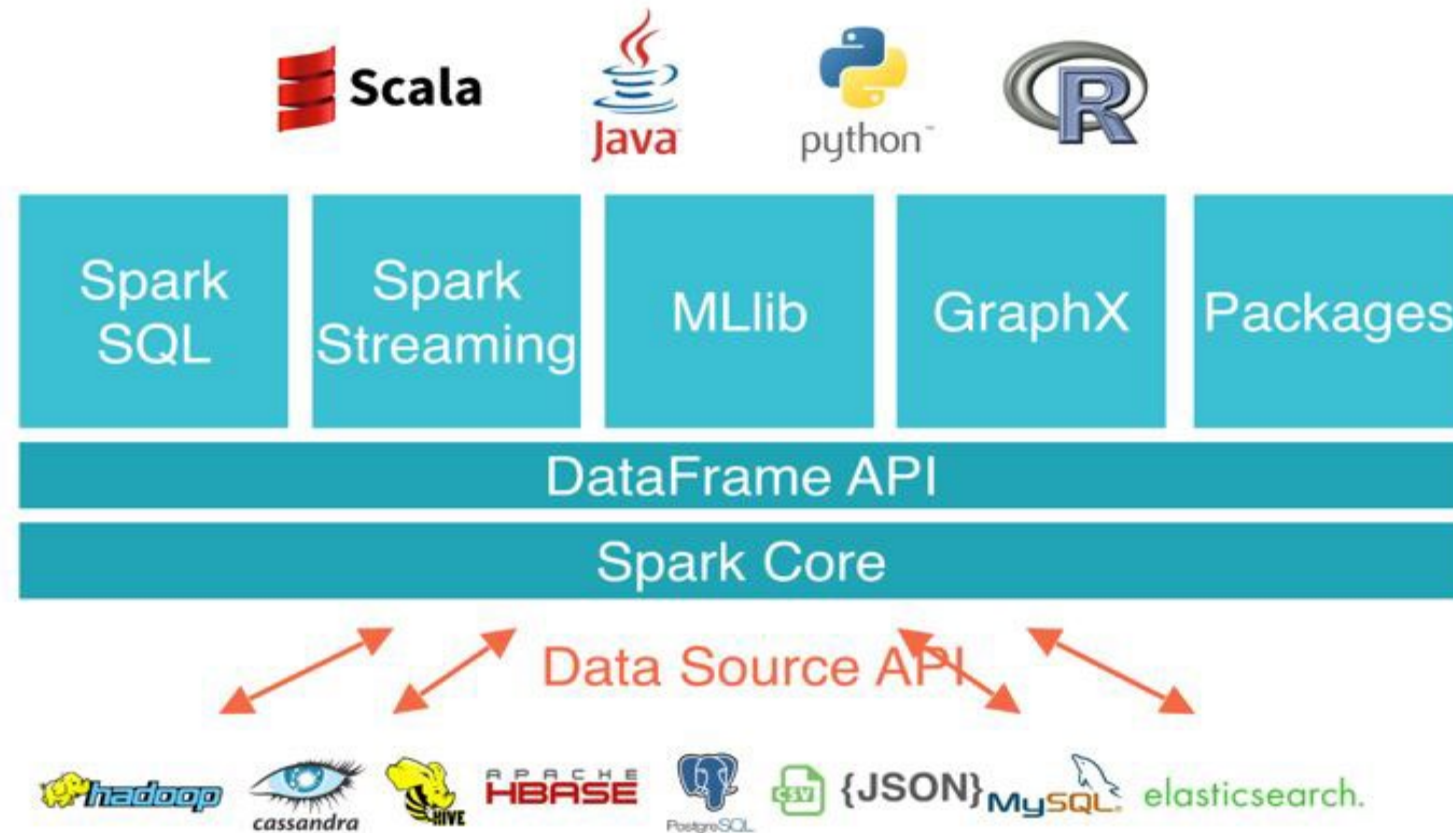 Scala
Java
python™
R
Spark
SQL
Spark
Streaming
MLlib
GraphX
Packages
DataFrame API
Spark Core
Data Source API
hadoop
cassandra
HIVE
APACHE
HBASE
PostgreSQL
CSV
{JSON}
MySQL.
elasticsearch.